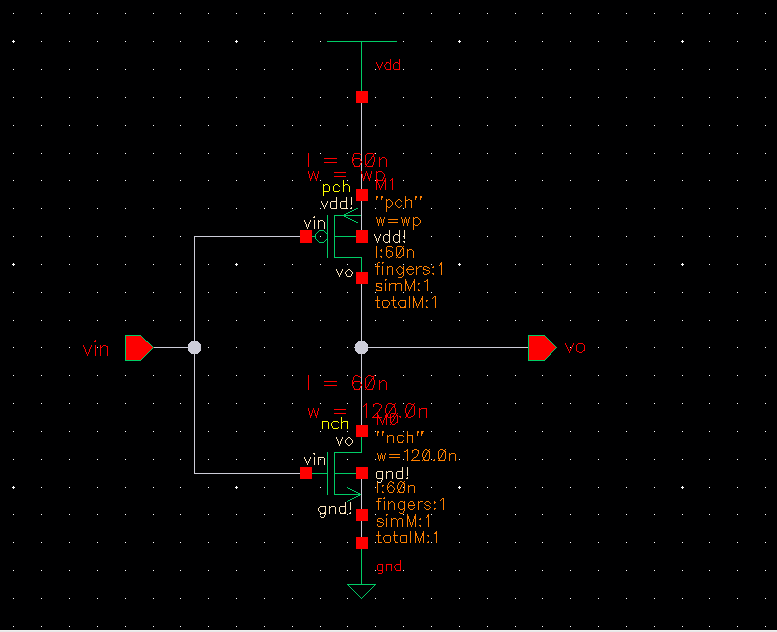 vdd
l = 60n
w = wp
pch
M1
vdd!
"pch"
vin
w=wp
vdd!
l:60n
vo
fingers:1
simM:1
totalM:1
vin
vo
l = 60n
w = 120.0n
nch
M0
vo
"nch"
vin
w=120.0n
gnd!
l:60n
gnd!
fingers:1
simM:1
totalM:1
gnd